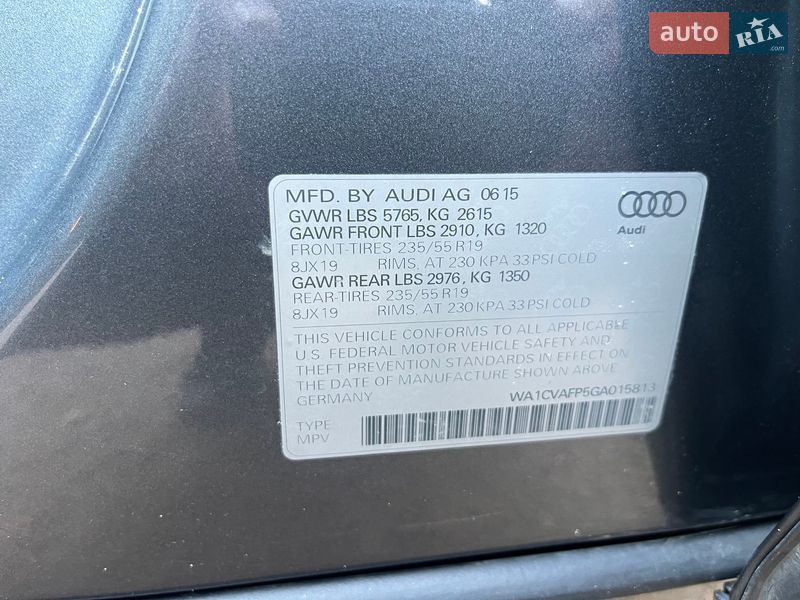 auto RIA
.com
MFD. BY AUDI AG 06 15
GVWR LBS 5765, KG 2615
GAWR FRONT LBS 2910, KG 1320
FRONT-TIRES 235/55 R19
8JX19 RIMS, AT 230 KPA 33 PSI COLD
GAWR REAR LBS 2976, KG 1350
REAR-TIRES 235/55 R19
8JX19 RIMS, AT 230 KPA 33 PSI COLD
Audi
THIS VEHICLE CONFORMS TO ALL APPLICABLE
U.S. FEDERAL MOTOR VEHICLE SAFETY AND
THEFT PREVENTION STANDARDS IN EFFECT ON
THE DATE OF MANUFACTURE SHOWN ABOVE
GERMANY WA1CVAFP5GA015813
TYPE
MPV